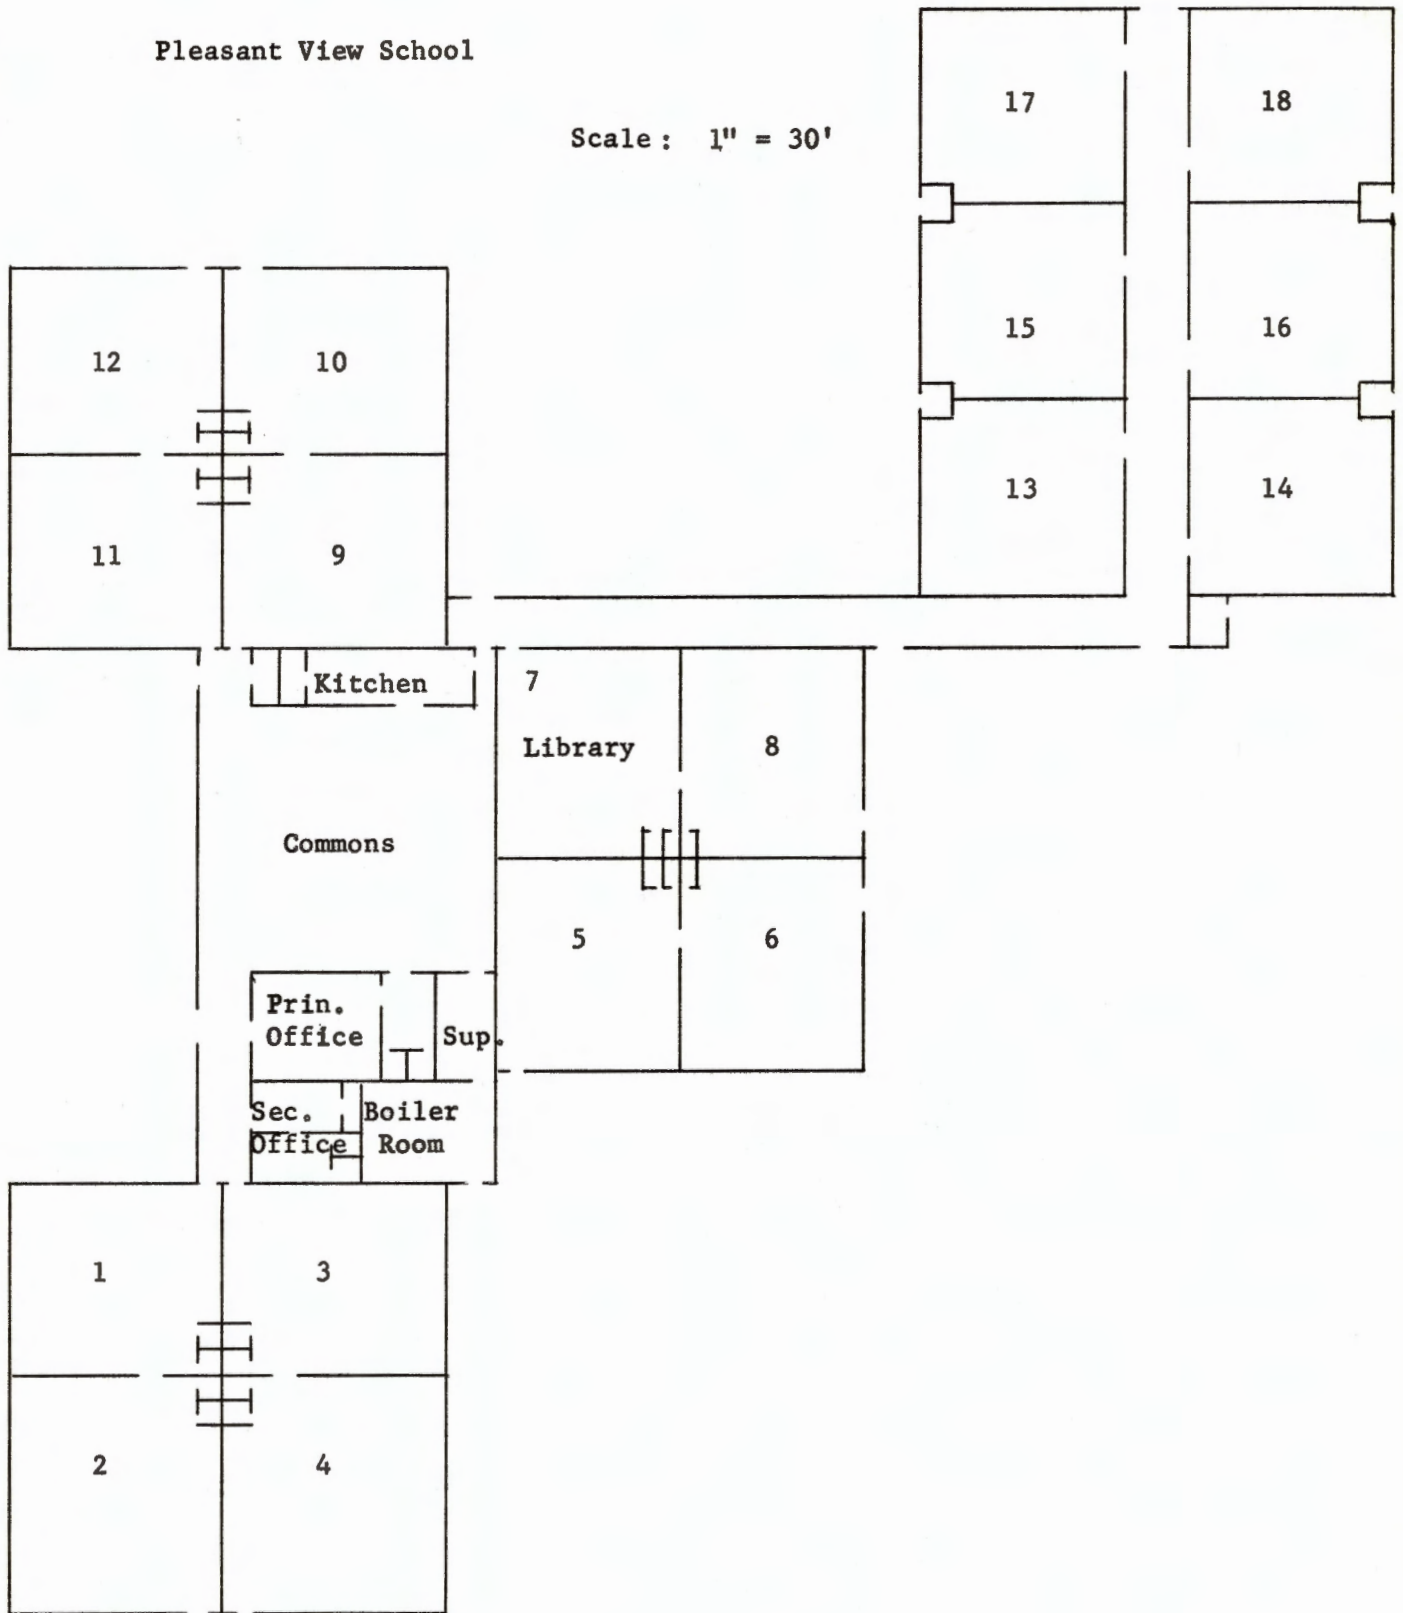 Pleasant View School
Scale: 1" = 30'
17
18
15
16
13
14
12
10
11
9
Kitchen
7
Library
8
Commons
5
6
Prin.
Office
Sup.
Sec.
Office
Boiler
Room
1
3
2
4